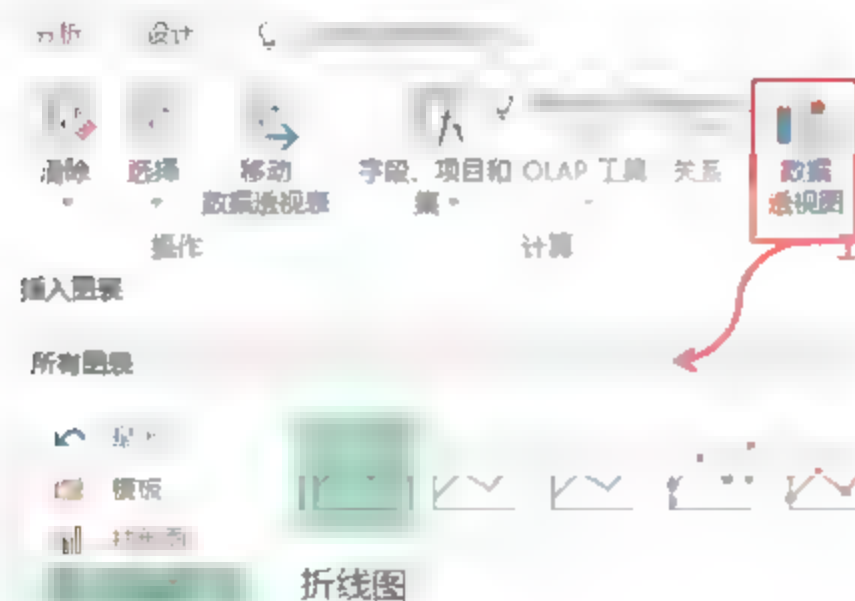 分析 设计
清除 选择 移动 字段、项目和 OLAP 工具 关系 数据
数据透视表 集 透视图
操作 计算
插入图表
所有图表
模板
折线图